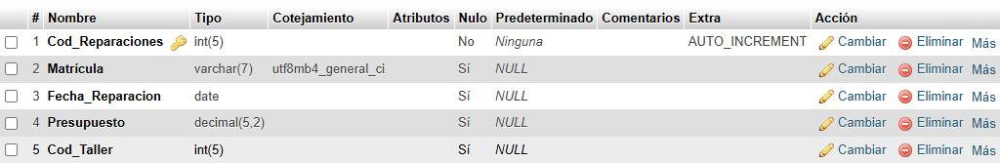 # Nombre Tipo Cotejamiento Atributos Nulo Predeterminado Comentarios Extra Acción
1 Cod_Reparaciones int(5) No Ninguna AUTO_INCREMENT Cambiar Eliminar Más
2 Matrícula varchar(7) utf8mb4_general_ci Sí NULL Cambiar Eliminar Más
3 Fecha_Reparacion date Sí NULL Cambiar Eliminar Más
4 Presupuesto decimal(5,2) Sí NULL Cambiar Eliminar Más
5 Cod_Taller int(5) Sí NULL Cambiar Eliminar Más